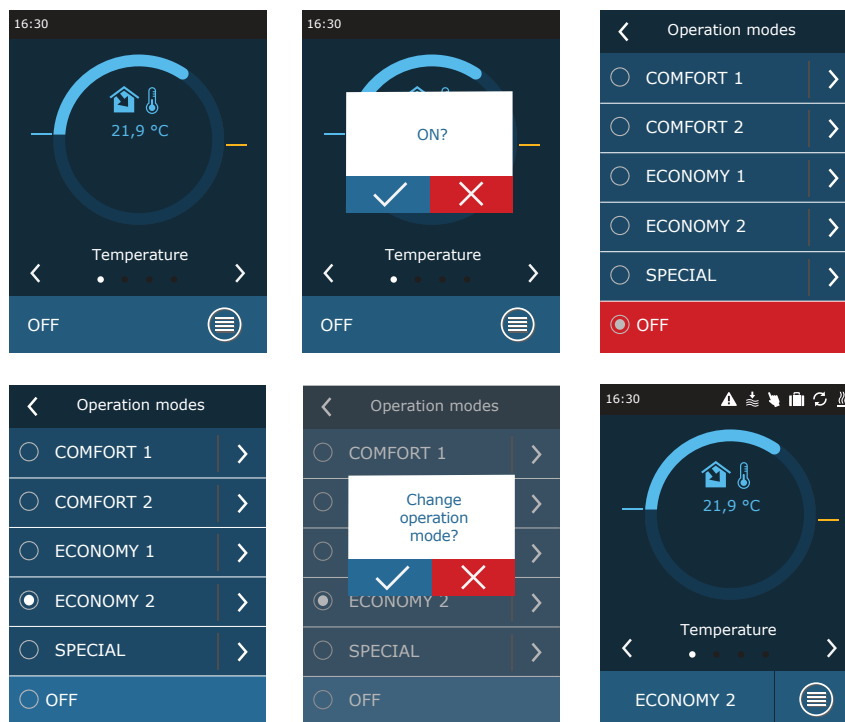 16:30
21,9 °C
Temperature
OFF
16:30
ON?
Temperature
OFF
Operation modes
COMFORT 1
COMFORT 2
ECONOMY 1
ECONOMY 2
SPECIAL
OFF
Operation modes
COMFORT 1
COMFORT 2
ECONOMY 1
ECONOMY 2
SPECIAL
OFF
Operation modes
COMFORT 1
Change
operation
mode?
ECONOMY 2
SPECIAL
OFF
16:30
21,9 °C
Temperature
ECONOMY 2